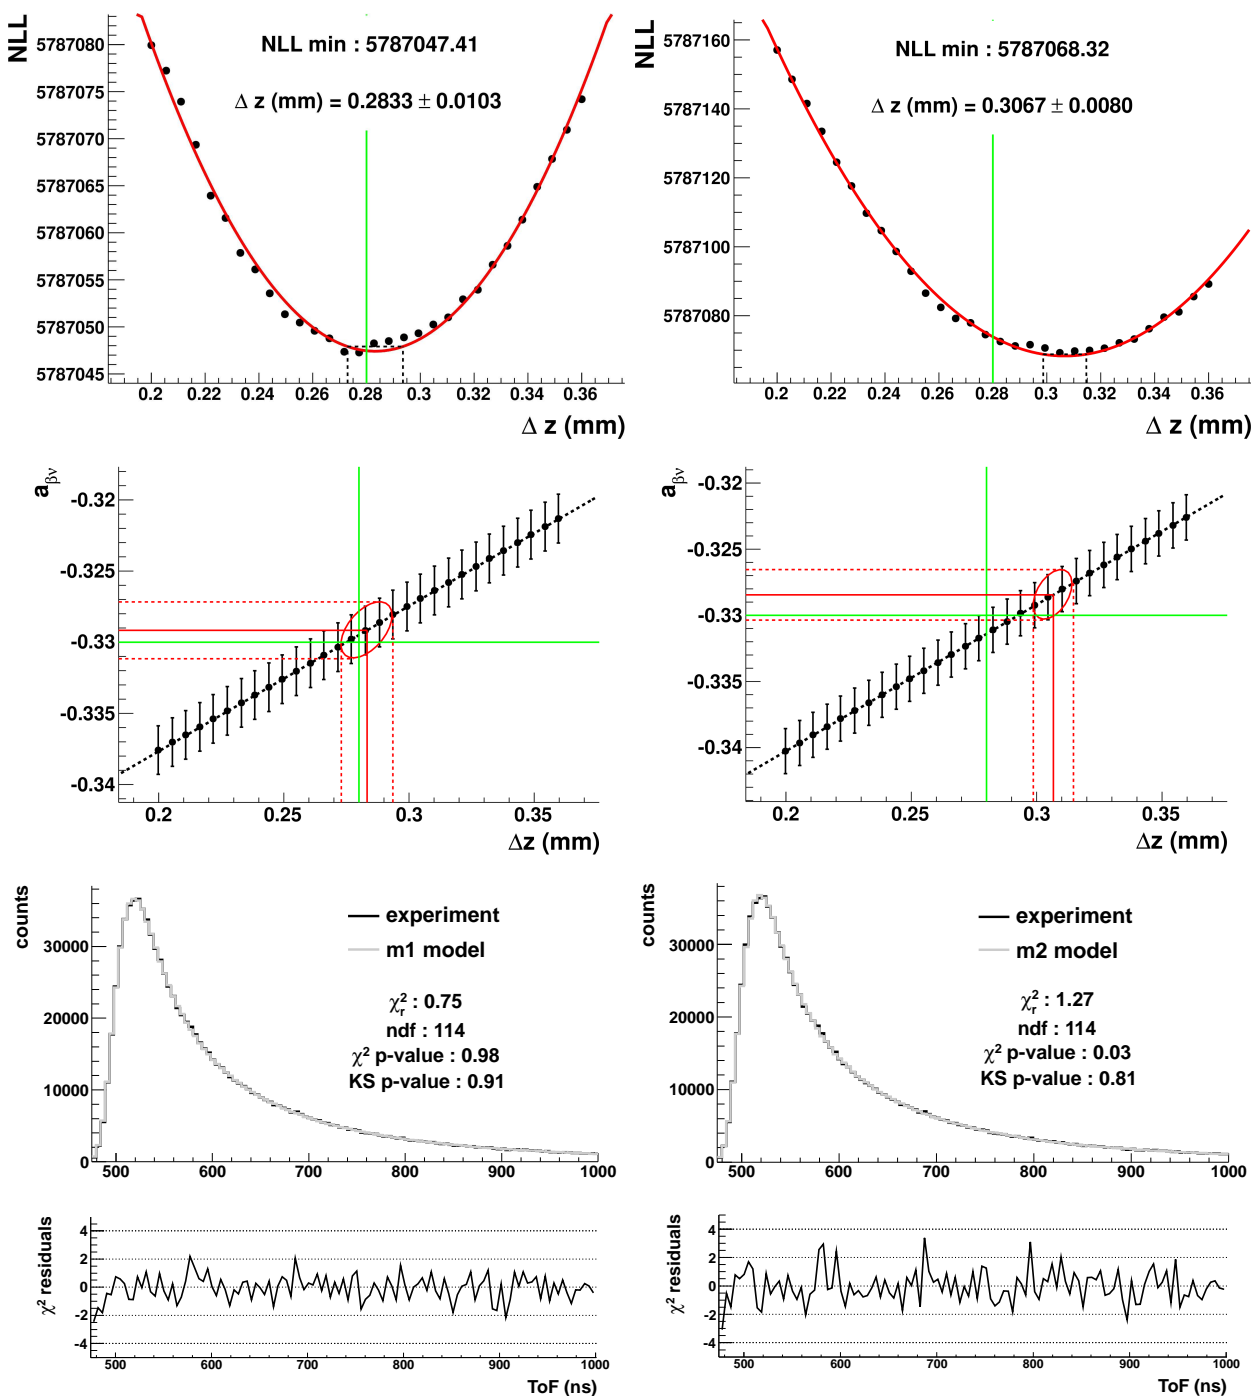 NLL
NLL min : 5787047.41
Δ z (mm) = 0.2833 ± 0.0103
5787080
5787075
5787070
5787065
5787060
5787055
5787050
5787045
0.2 0.22 0.24 0.26 0.28 0.3 0.32 0.34 0.36
Δ z (mm)
NLL
NLL min : 5787068.32
Δ z (mm) = 0.3067 ± 0.0080
5787160
5787140
5787120
5787100
5787080
0.2 0.22 0.24 0.26 0.28 0.3 0.32 0.34 0.36
Δ z (mm)
aβν
-0.32
-0.325
-0.33
-0.335
-0.34
0.2 0.25 0.3 0.35
Δz (mm)
aβν
-0.32
-0.325
-0.33
-0.335
-0.34
0.2 0.25 0.3 0.35
Δz (mm)
counts
experiment
m1 model
χ²r : 0.75
ndf : 114
χ² p-value : 0.98
KS p-value : 0.91
30000
20000
10000
0
500 600 700 800 900 1000
counts
experiment
m2 model
χ²r : 1.27
ndf : 114
χ² p-value : 0.03
KS p-value : 0.81
30000
20000
10000
0
500 600 700 800 900 1000
χ² residuals
4
2
0
-2
-4
500 600 700 800 900 1000
ToF (ns)
χ² residuals
4
2
0
-2
-4
500 600 700 800 900 1000
ToF (ns)